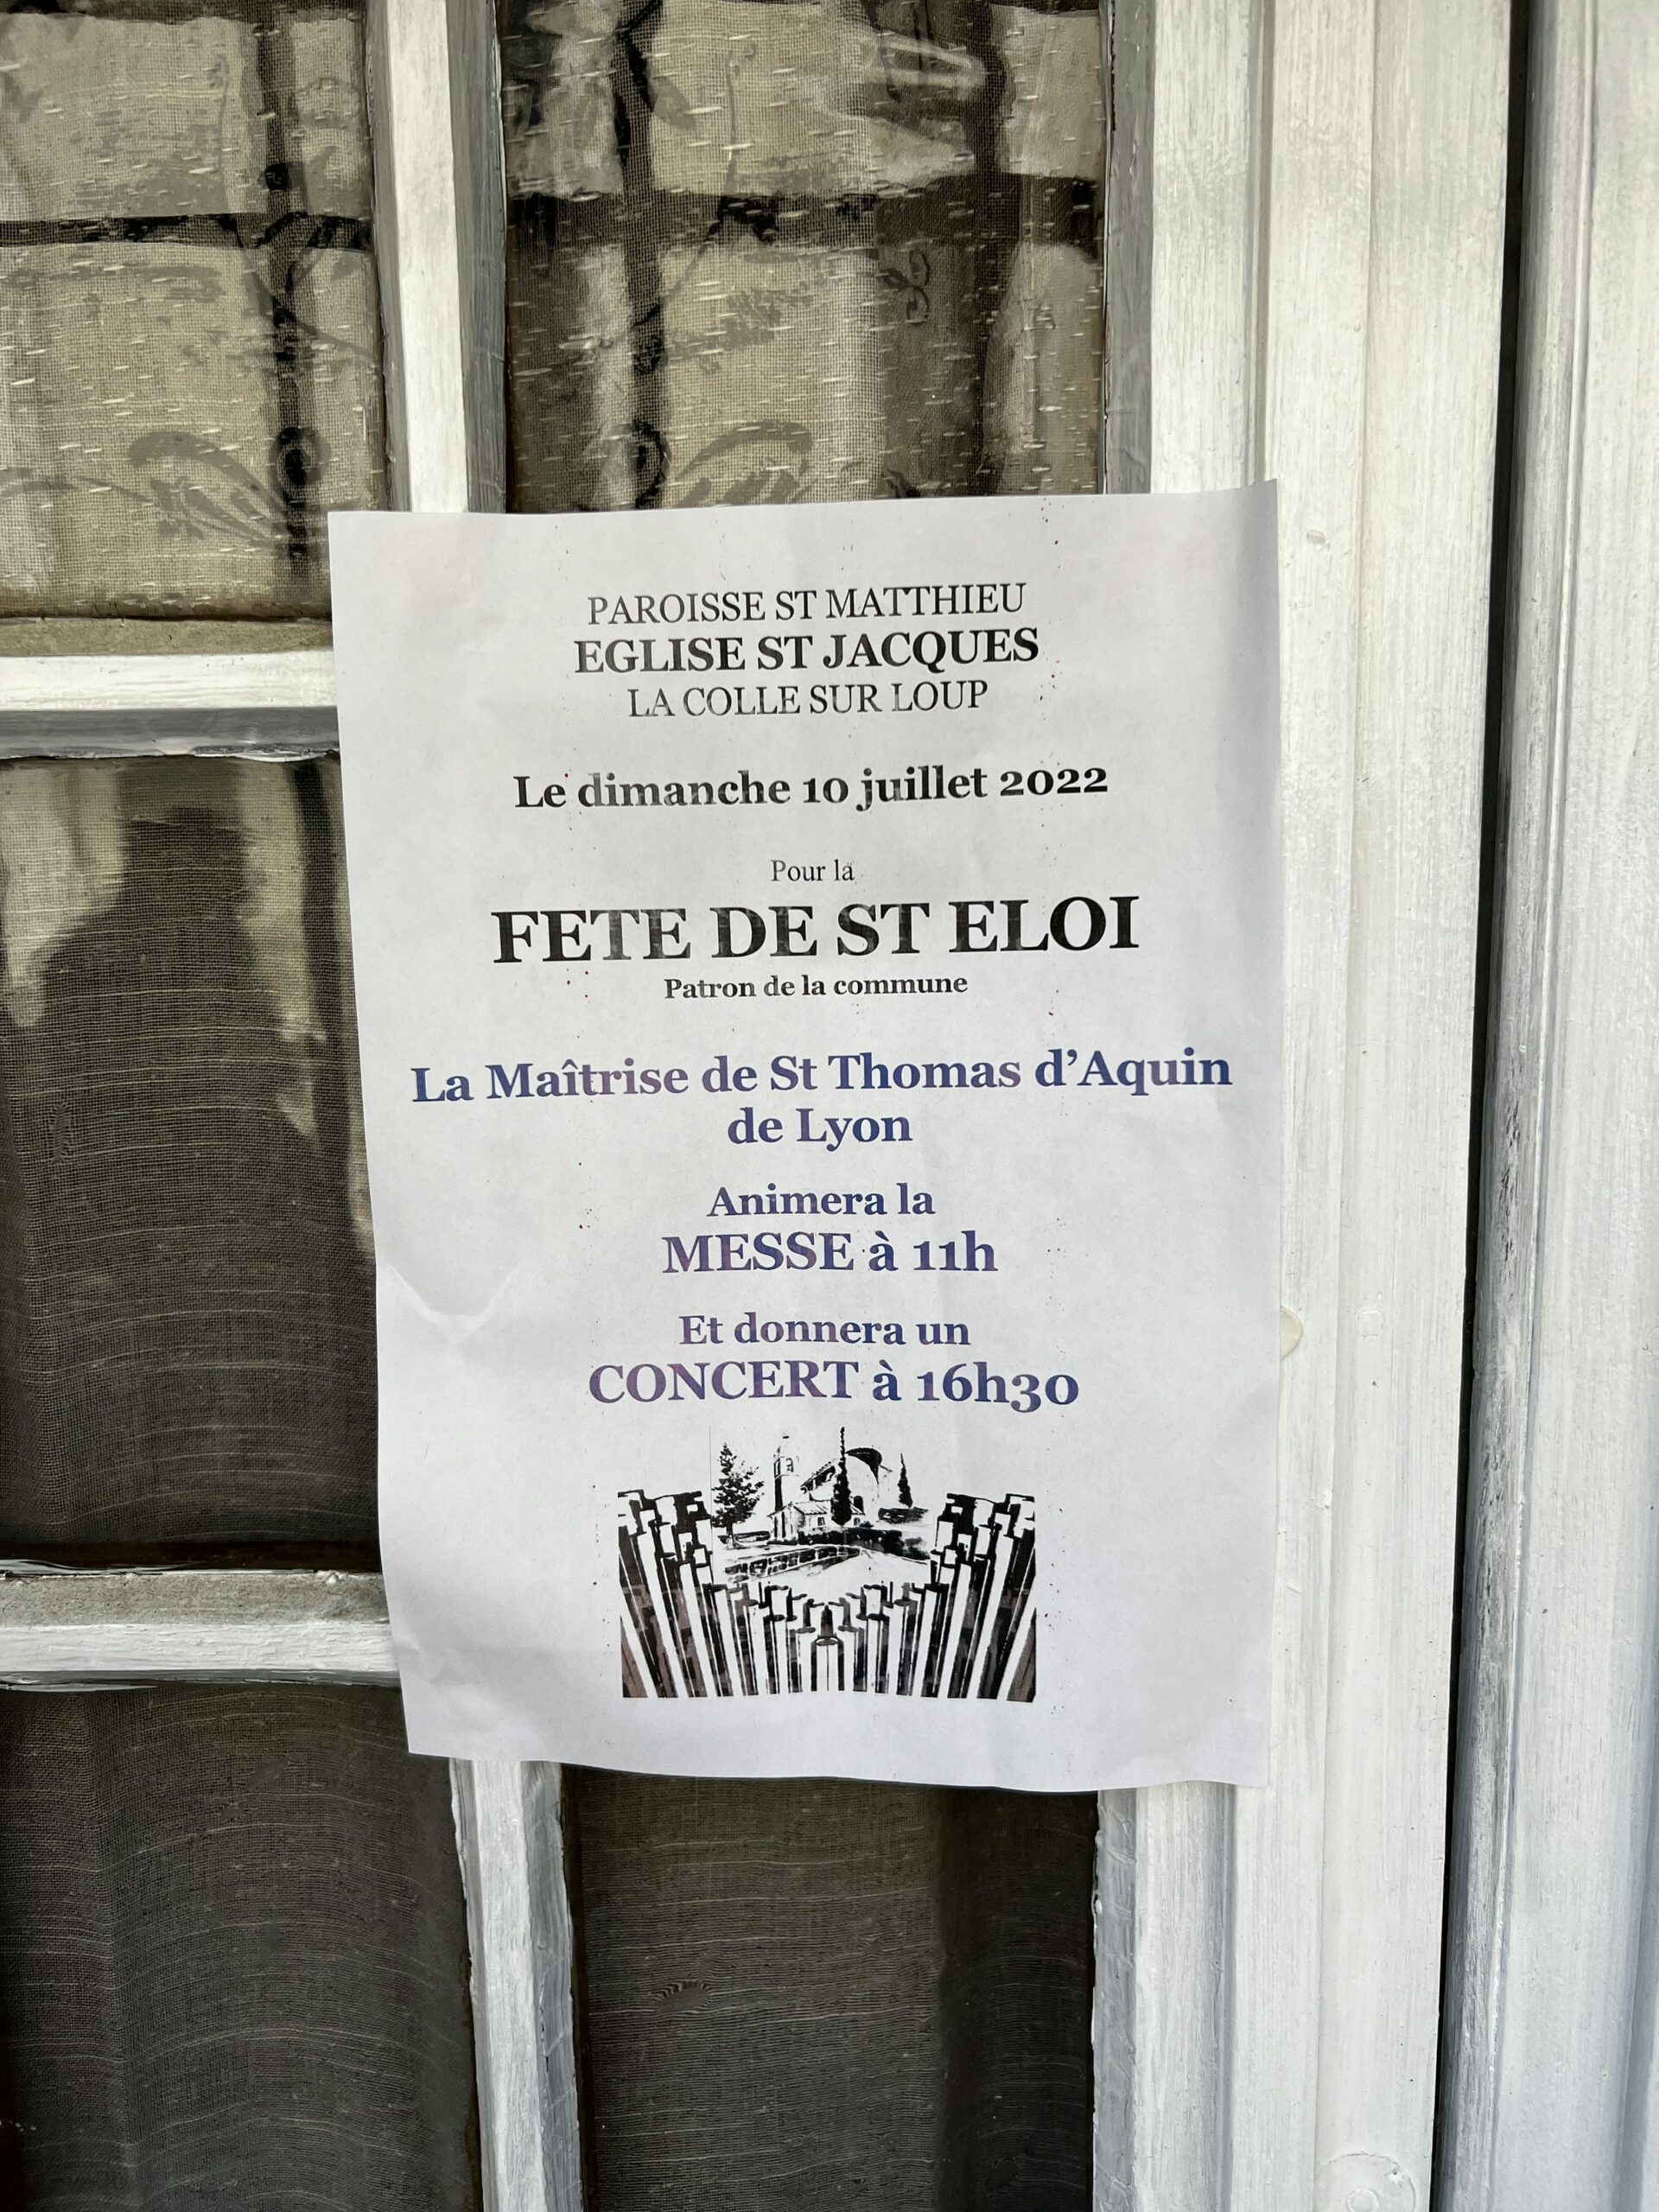 PAROISSE ST MATTHIEU
EGLISE ST JACQUES
LA COLLE SUR LOUP
Le dimanche 10 juillet 2022
Pour la
FETE DE ST ELOI
Patron de la commune
La Maîtrise de St Thomas d’Aquin
de Lyon
Animera la
MESSE à 11h
Et donnera un
CONCERT à 16h30